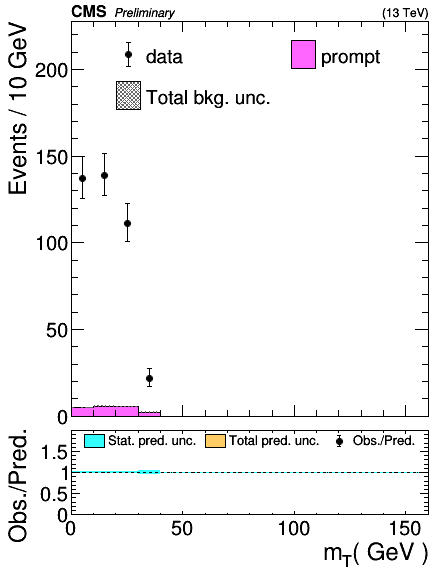 CMS Preliminary (13 TeV)
Events / 10 GeV
data
prompt
Total bkg. unc.
200
150
100
50
0
Obs./Pred.
Stat. pred. unc. Total pred. unc. Obs./Pred.
1.5
1
0.5
0
0 50 100 150
m_T( GeV )